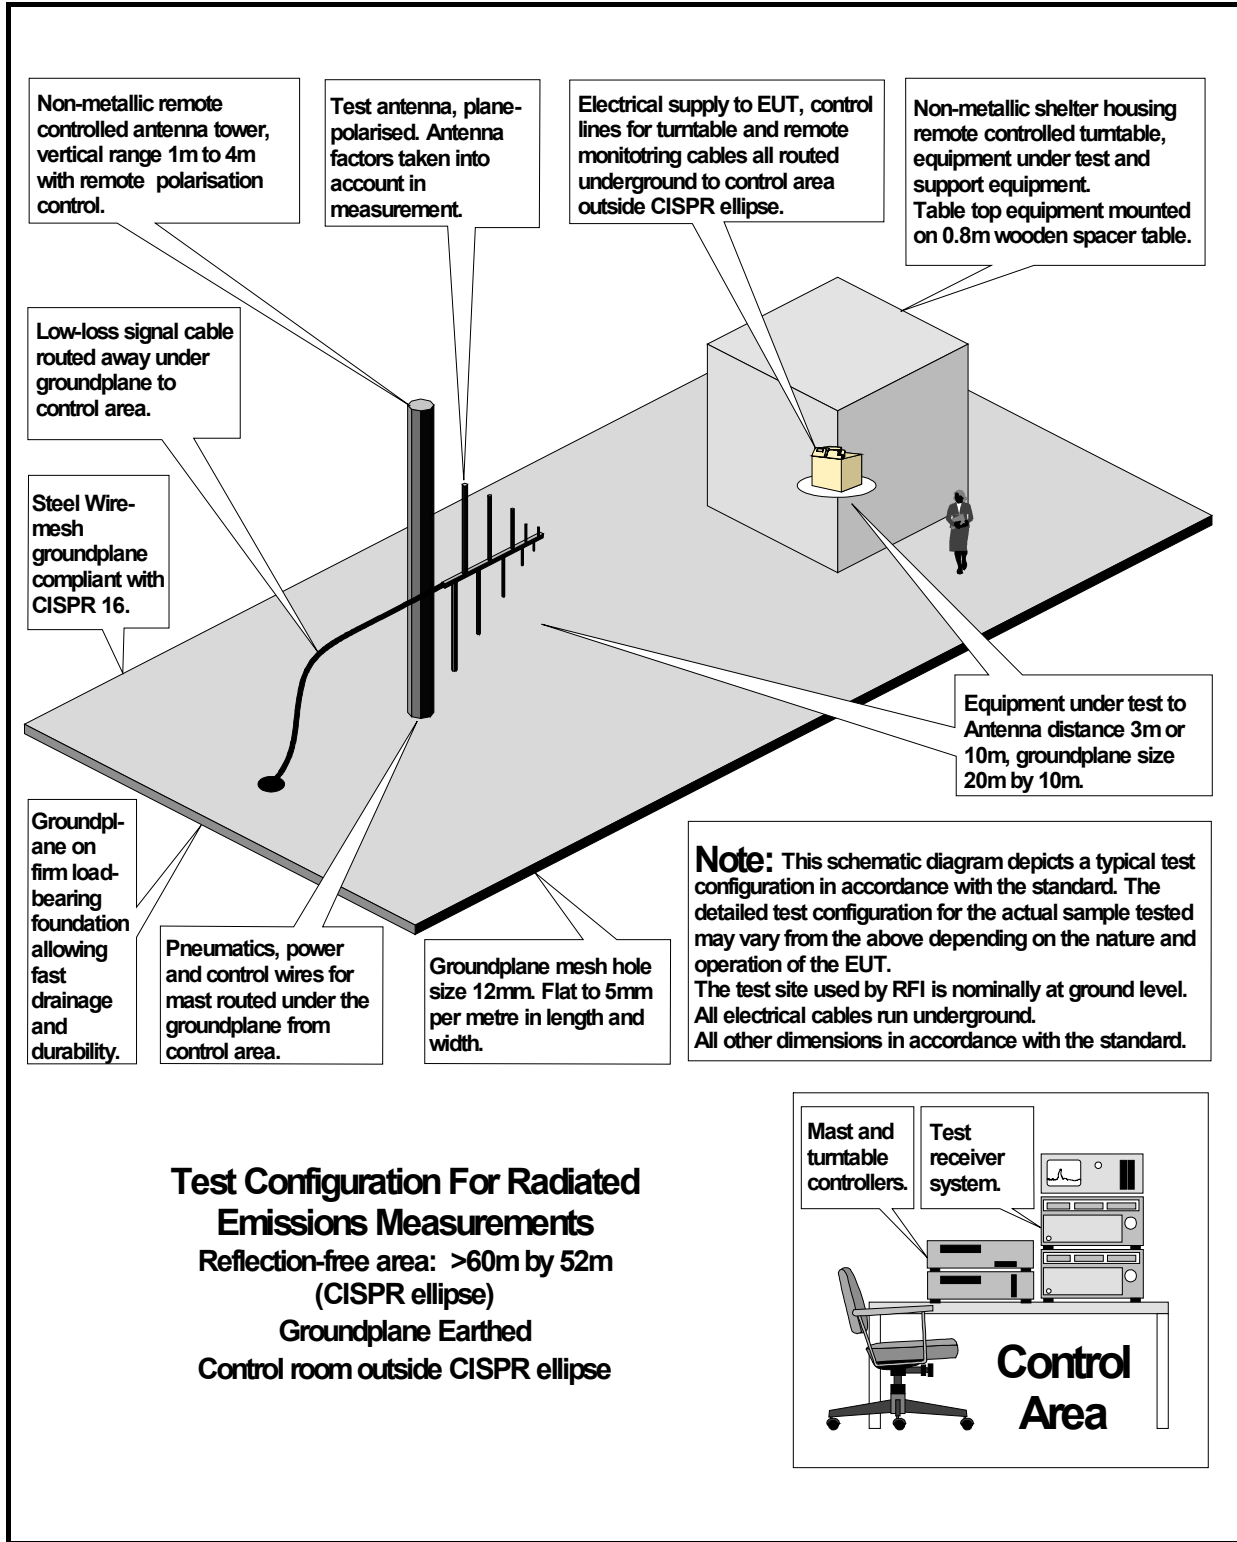 Non-metallic remote
controlled antenna tower,
vertical range 1m to 4m
with remote polarisation
control.
Test antenna, plane-
polarised. Antenna
factors taken into
account in
measurement.
Electrical supply to EUT, control
lines for turntable and remote
monitotring cables all routed
underground to control area
outside CISPR ellipse.
Non-metallic shelter housing
remote controlled turntable,
equipment under test and
support equipment.
Table top equipment mounted
on 0.8m wooden spacer table.
Low-loss signal cable
routed away under
groundplane to
control area.
Steel Wire-
mesh
groundplane
compliant with
CISPR 16.
Equipment under test to
Antenna distance 3m or
10m, groundplane size
20m by 10m.
Groundpl-
ane on
firm load-
bearing
foundation
allowing
fast
drainage
and
durability.
Pneumatics, power
and control wires for
mast routed under the
groundplane from
control area.
Groundplane mesh hole
size 12mm. Flat to 5mm
per metre in length and
width.
Note: This schematic diagram depicts a typical test
configuration in accordance with the standard. The
detailed test configuration for the actual sample tested
may vary from the above depending on the nature and
operation of the EUT.
The test site used by RFI is nominally at ground level.
All electrical cables run underground.
All other dimensions in accordance with the standard.
Test Configuration For Radiated
Emissions Measurements
Reflection-free area: >60m by 52m
(CISPR ellipse)
Groundplane Earthed
Control room outside CISPR ellipse
Mast and
turntable
controllers.
Test
receiver
system.
Control
Area